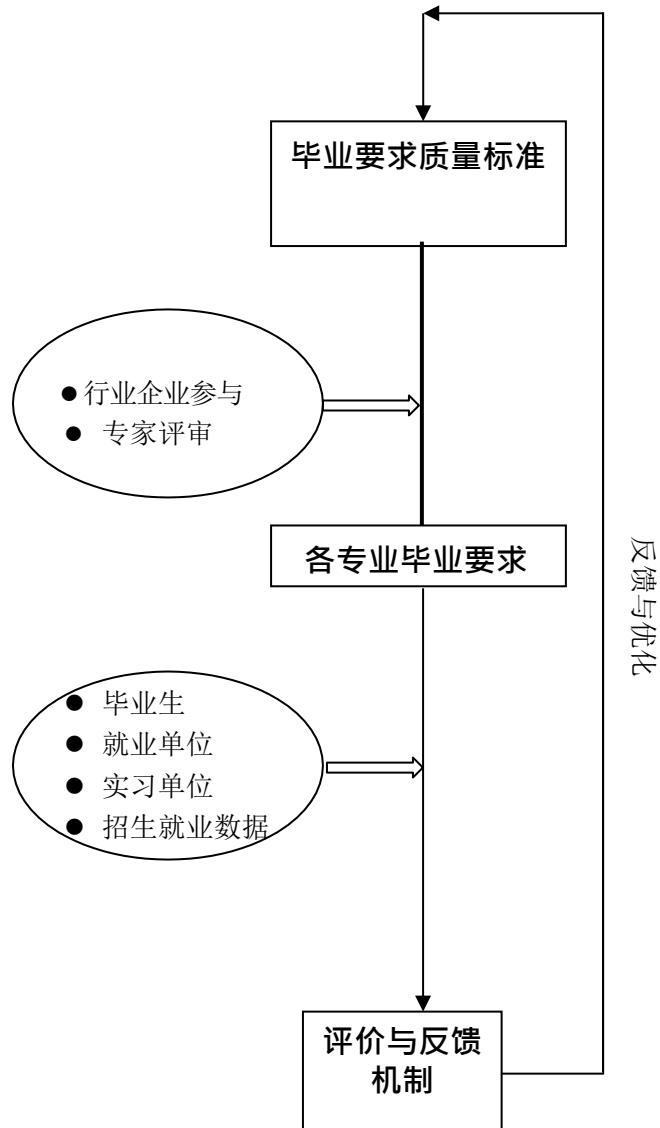 毕业要求质量标准
● 行业企业参与
● 专家评审
各专业毕业要求
反馈与优化
● 毕业生
● 就业单位
● 实习单位
● 招生就业数据
评价与反馈
机制